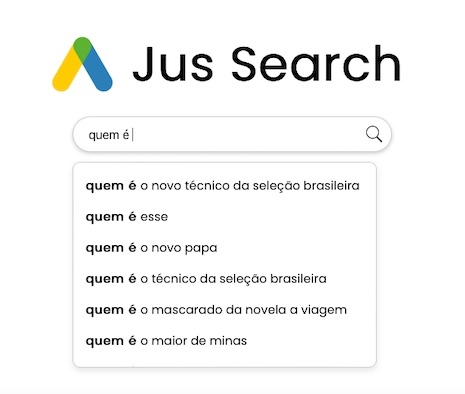 Jus Search
quem é
quem é o novo técnico da seleção brasileira
quem é esse
quem é o novo papa
quem é o técnico da seleção brasileira
quem é o mascarado da novela a viagem
quem é o maior de minas